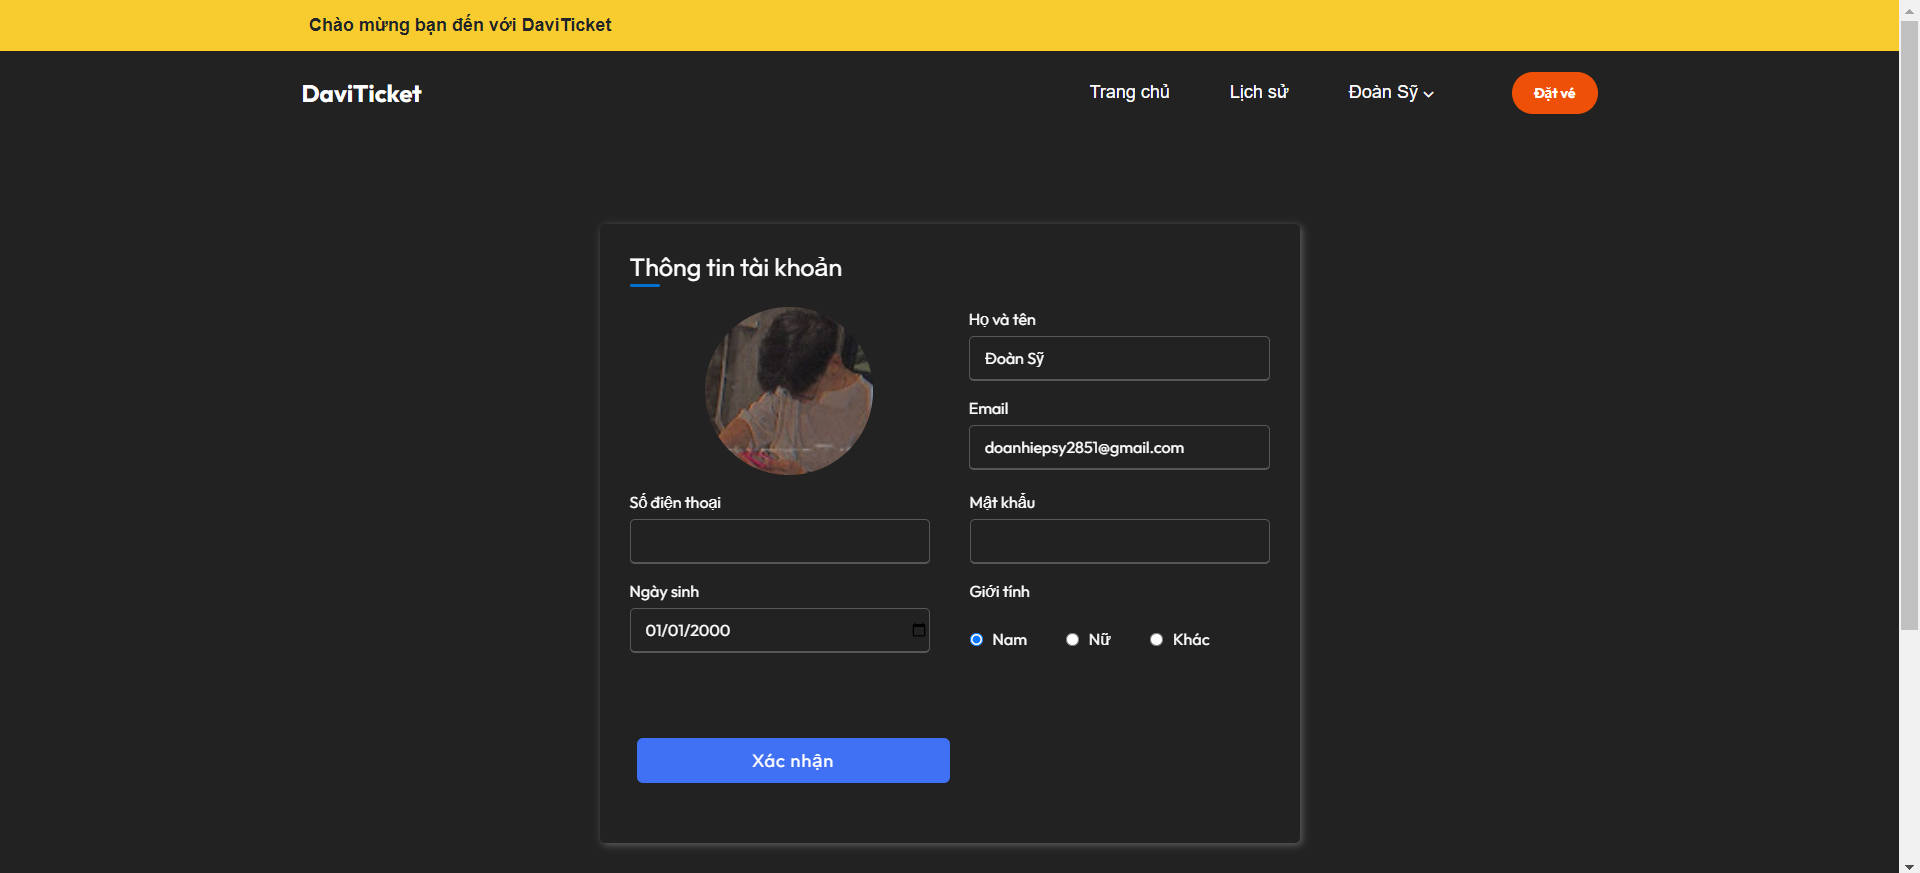 Chào mừng bạn đến với DaviTicket
DaviTicket
Trang chủ
Lịch sử
Đoàn Sỹ
Đặt vé
Thông tin tài khoản
Họ và tên
Đoàn Sỹ
Email
doanhiepsy2851@gmail.com
Số điện thoại
Mật khẩu
Ngày sinh
01/01/2000
Giới tính
Nam
Nữ
Khác
Xác nhận